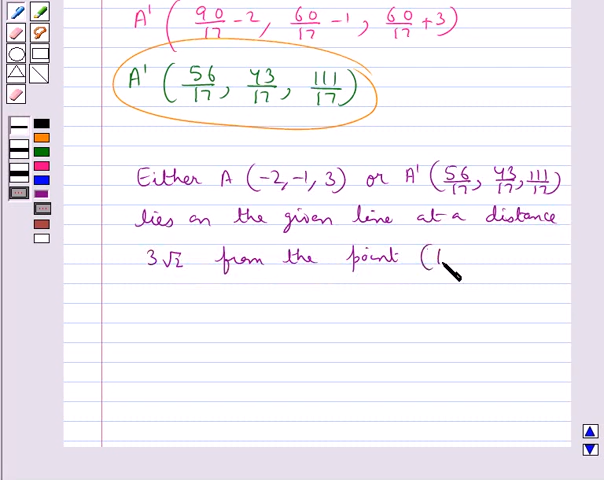 A' (90/17 - 2, 60/17 - 1, 60/17 + 3)
A' (56/17, 43/17, 111/17)
Either A (-2, -1, 3) or A' (56/17, 43/17, 111/17)
lies on the given line at a distance
3√2 from the point (1